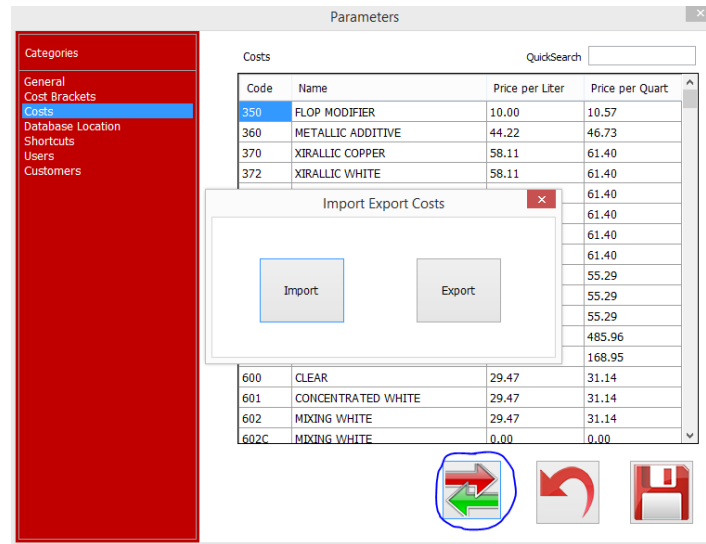 Parameters
Categories
General
Cost Brackets
Costs
Database Location
Shortcuts
Users
Customers
Costs QuickSearch
Code Name Price per Liter Price per Quart
350 FLOP MODIFIER 10.00 10.57
360 METALLIC ADDITIVE 44.22 46.73
370 XIRALLIC COPPER 58.11 61.40
372 XIRALLIC WHITE 58.11 61.40
61.40
61.40
61.40
61.40
55.29
55.29
55.29
485.96
168.95
Import Export Costs
Import Export
600 CLEAR 29.47 31.14
601 CONCENTRATED WHITE 29.47 31.14
602 MIXING WHITE 29.47 31.14
602C MIXING WHITE 0.00 0.00